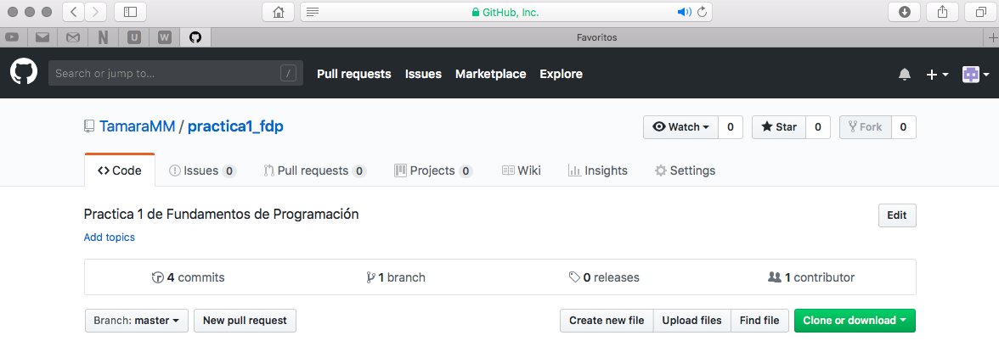 GitHub, Inc.
N U W Favoritos
Search or jump to... / Pull requests Issues Marketplace Explore
TamaraMM / practica1_fdp Watch 0 Star 0 Fork 0
Code Issues 0 Pull requests 0 Projects 0 Wiki Insights Settings
Practica 1 de Fundamentos de Programación Edit
Add topics
4 commits 1 branch 0 releases 1 contributor
Branch: master New pull request Create new file Upload files Find file Clone or download